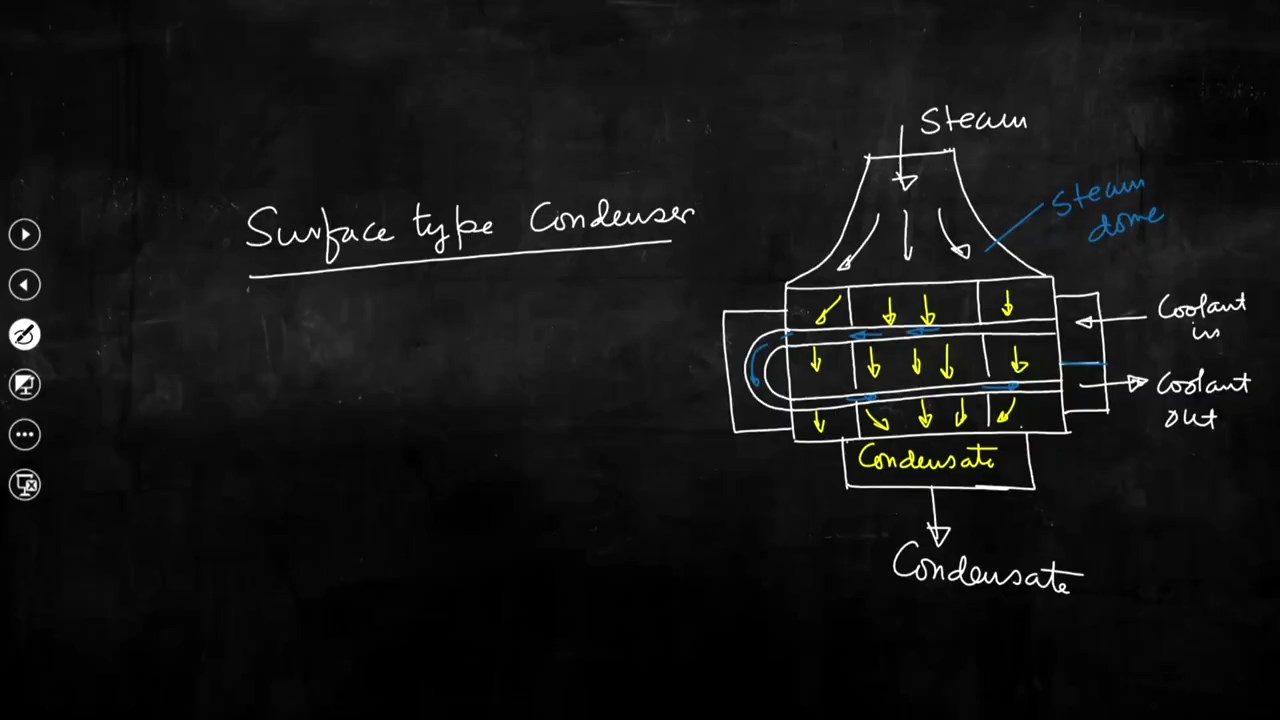 Steam
Steam
dome
Surface type Condenser
Coolant
in
Coolant
out
Condensate
Condensate